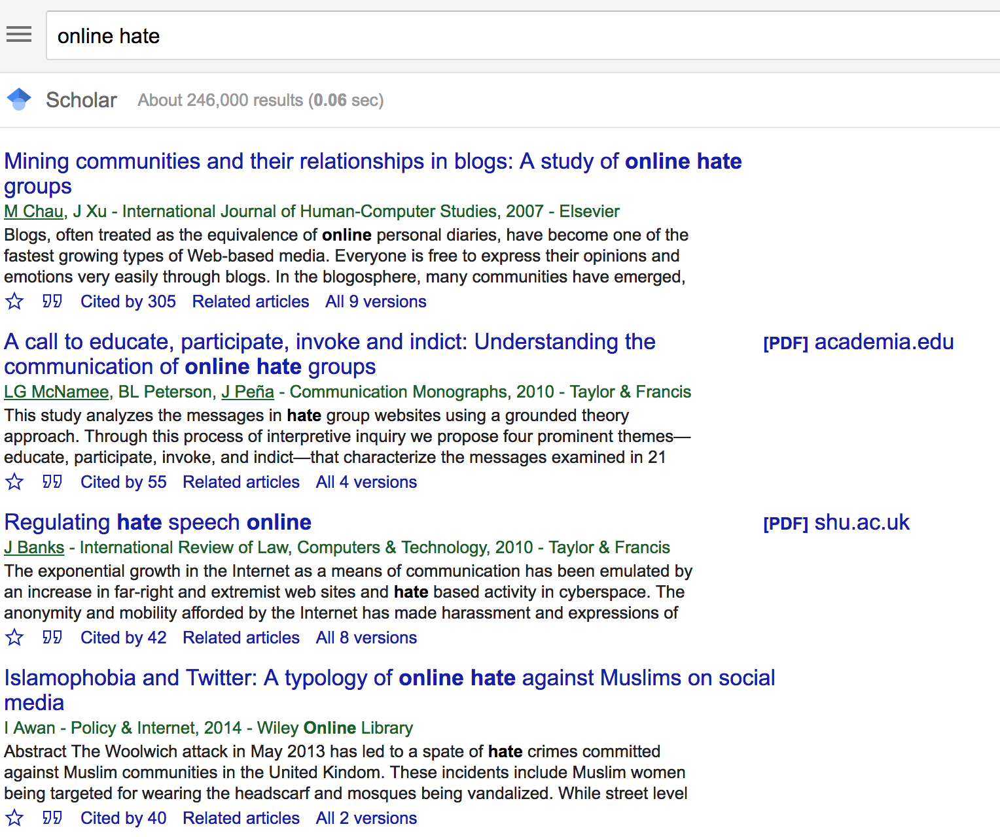 online hate
Scholar About 246,000 results (0.06 sec)
Mining communities and their relationships in blogs: A study of online hate
groups
M Chau, J Xu - International Journal of Human-Computer Studies, 2007 - Elsevier
Blogs, often treated as the equivalence of online personal diaries, have become one of the
fastest growing types of Web-based media. Everyone is free to express their opinions and
emotions very easily through blogs. In the blogosphere, many communities have emerged,
Cited by 305 Related articles All 9 versions
A call to educate, participate, invoke and indict: Understanding the
communication of online hate groups
[PDF] academia.edu
LG McNamee, BL Peterson, J Peña - Communication Monographs, 2010 - Taylor & Francis
This study analyzes the messages in hate group websites using a grounded theory
approach. Through this process of interpretive inquiry we propose four prominent themes—
educate, participate, invoke, and indict—that characterize the messages examined in 21
Cited by 55 Related articles All 4 versions
Regulating hate speech online
[PDF] shu.ac.uk
J Banks - International Review of Law, Computers & Technology, 2010 - Taylor & Francis
The exponential growth in the Internet as a means of communication has been emulated by
an increase in far-right and extremist web sites and hate based activity in cyberspace. The
anonymity and mobility afforded by the Internet has made harassment and expressions of
Cited by 42 Related articles All 8 versions
Islamophobia and Twitter: A typology of online hate against Muslims on social
media
I Awan - Policy & Internet, 2014 - Wiley Online Library
Abstract The Woolwich attack in May 2013 has led to a spate of hate crimes committed
against Muslim communities in the United Kindom. These incidents include Muslim women
being targeted for wearing the headscarf and mosques being vandalized. While street level
Cited by 40 Related articles All 2 versions